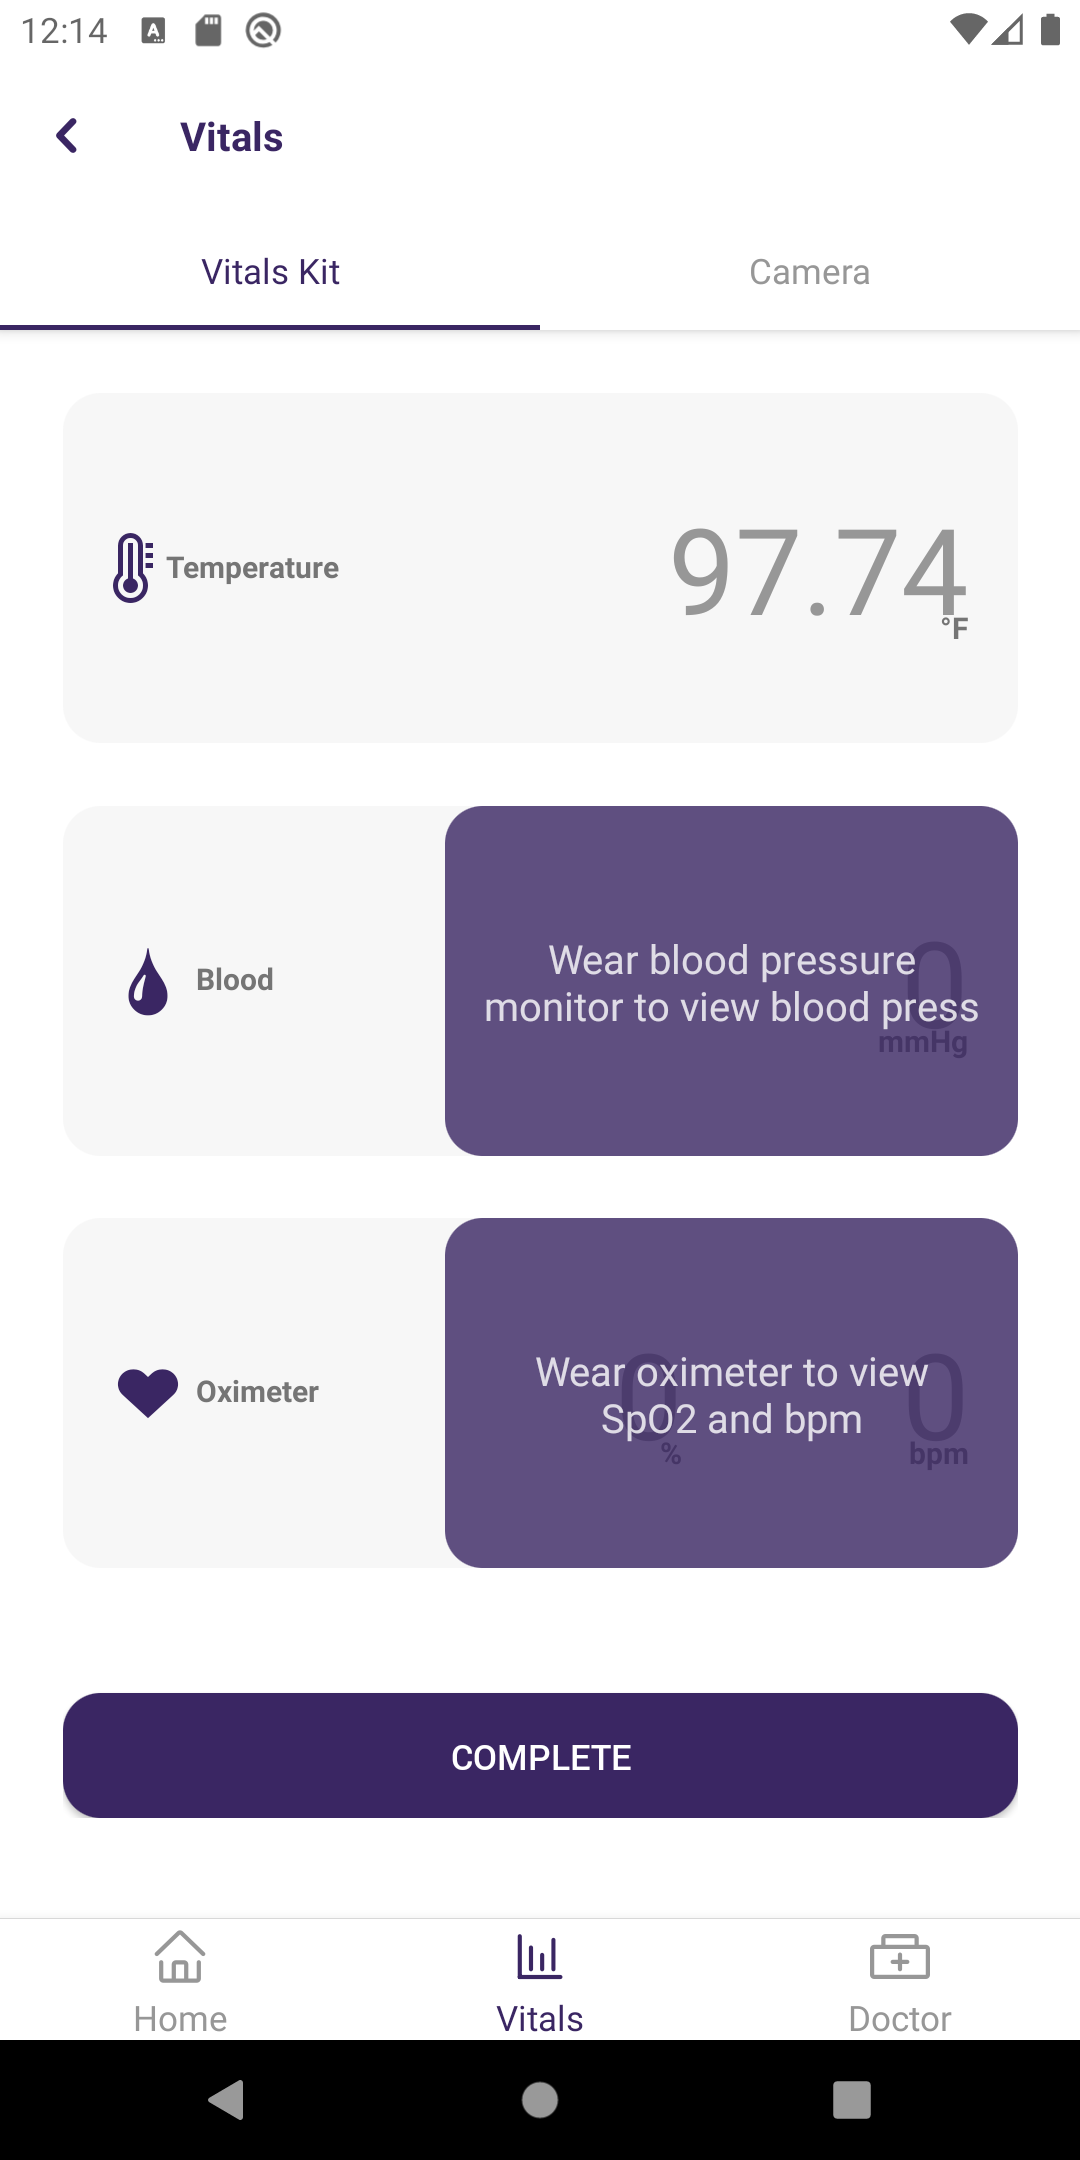 12:14
Vitals
Vitals Kit
Camera
Temperature
97.74
°F
Blood
Wear blood pressure
monitor to view blood press
0
mmHg
Oximeter
Wear oximeter to view
SpO2 and bpm
0
%
0
bpm
COMPLETE
Home
Vitals
Doctor